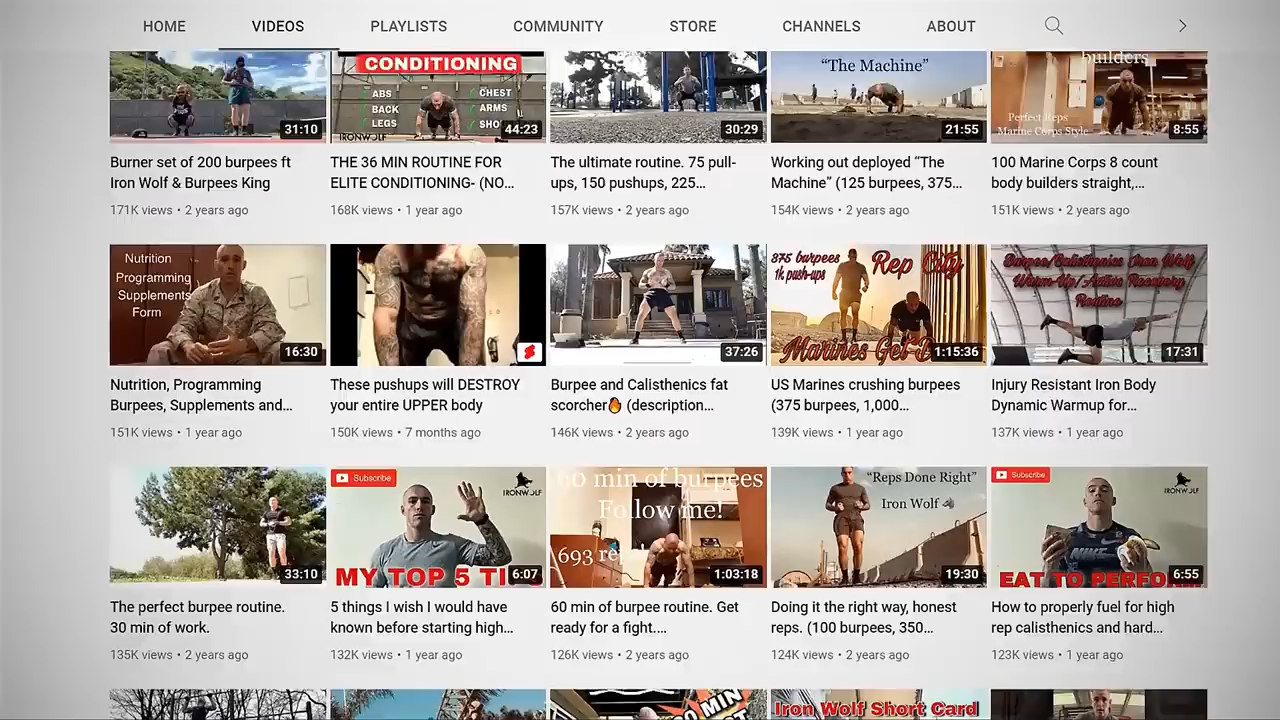 HOME
VIDEOS
PLAYLISTS
COMMUNITY
STORE
CHANNELS
ABOUT
31:10
CONDITIONING
ABS
BACK
LEGS
CHEST
ARMS
IRONWOLF
44:23
30:29
“The Machine”
21:55
builders
Perfect Reps
Marine Corps Style
8:55
Burner set of 200 burpees ft
Iron Wolf & Burpees King
171K views • 2 years ago
THE 36 MIN ROUTINE FOR
ELITE CONDITIONING- (NO...
168K views • 1 year ago
The ultimate routine. 75 pull-
ups, 150 pushups, 225...
157K views • 2 years ago
Working out deployed “The
Machine” (125 burpees, 375...
154K views • 2 years ago
100 Marine Corps 8 count
body builders straight,...
151K views • 2 years ago
Nutrition
Programming
Supplements
Form
16:30
37:26
375 burpees
1k push-ups
Rep City
Marines Get
1:15:36
Burpee/Calisthenics Iron Wolf
Warm-Up/Active Recovery
Routine
17:31
Nutrition, Programming
Burpees, Supplements and...
151K views • 1 year ago
These pushups will DESTROY
your entire UPPER body
150K views • 7 months ago
Burpee and Calisthenics fat
scorcher🔥 (description...
146K views • 2 years ago
US Marines crushing burpees
(375 burpees, 1,000...
139K views • 1 year ago
Injury Resistant Iron Body
Dynamic Warmup for...
137K views • 1 year ago
33:10
Subscribe
IRONWOLF
MY TOP 5
6:07
60 min of burpees
Follow me!
693
1:03:18
“Reps Done Right”
Iron Wolf
19:30
Subscribe
IRONWOLF
NIKE
EAT TO
6:55
The perfect burpee routine.
30 min of work.
135K views • 2 years ago
5 things I wish I would have
known before starting high...
132K views • 1 year ago
60 min of burpee routine. Get
ready for a fight....
126K views • 2 years ago
Doing it the right way, honest
reps. (100 burpees, 350...
124K views • 2 years ago
How to properly fuel for high
rep calisthenics and hard...
123K views • 1 year ago
MIN
Iron Wolf Short Card